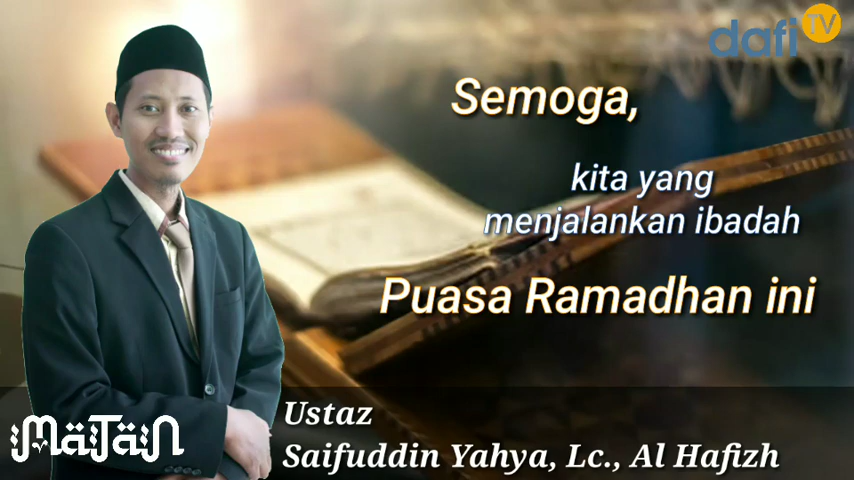 dafi TV
Semoga,
kita yang
menjalankan ibadah
Puasa Ramadhan ini
Ustaz
Saifuddin Yahya, Lc., Al Hafizh
MaTaN